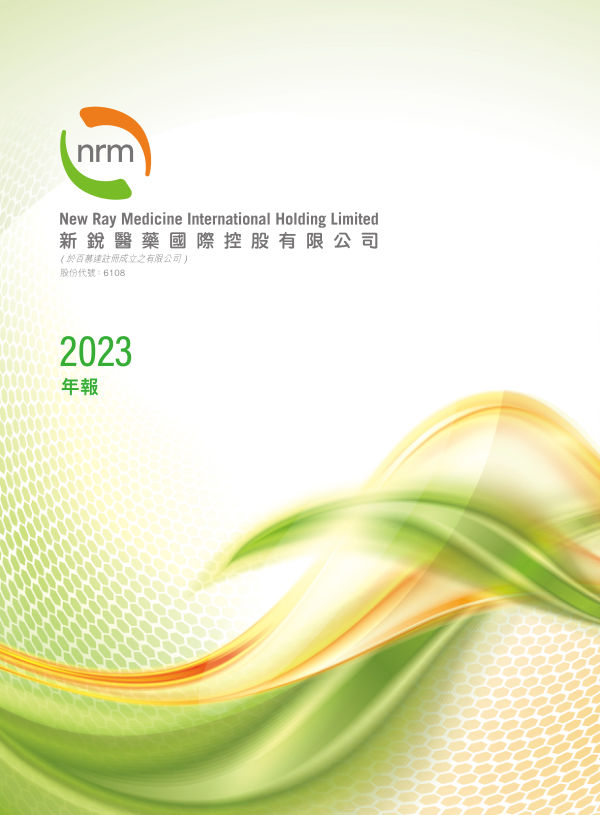 nrm
New Ray Medicine International Holding Limited
新銳醫藥國際控股有限公司
(於百慕達註冊成立之有限公司)
股份代號：6108
2023
年報